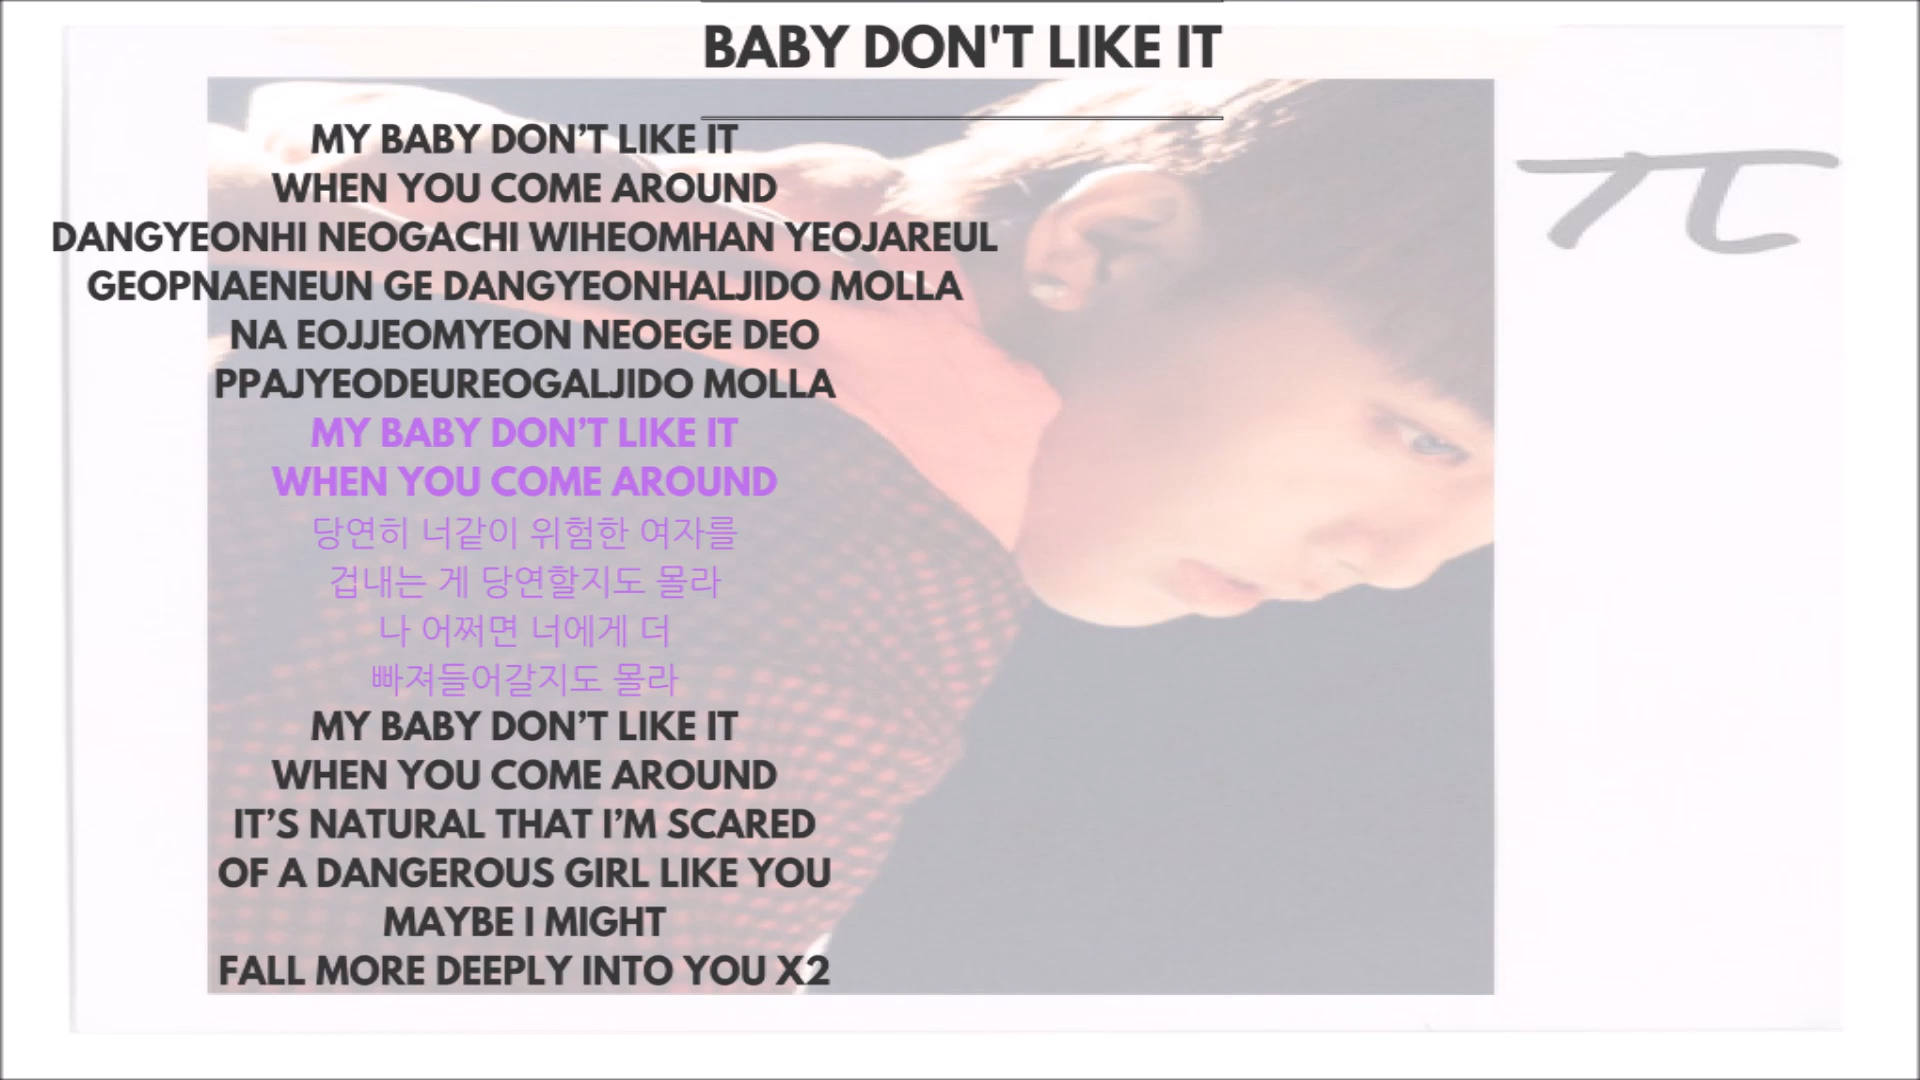 BABY DON'T LIKE IT
MY BABY DON’T LIKE IT
WHEN YOU COME AROUND
DANGYEONHI NEOGACHI WIHEOMHAN YEOJAREUL
GEOPNAENEUN GE DANGYEONHALJIDO MOLLA
NA EOJJEOMYEON NEOEGE DEO
PPAJYEODEUREOGALJIDO MOLLA
MY BABY DON’T LIKE IT
WHEN YOU COME AROUND
당연히 너같이 위험한 여자를
겁내는 게 당연할지도 몰라
나 어쩌면 너에게 더
빠져들어갈지도 몰라
MY BABY DON’T LIKE IT
WHEN YOU COME AROUND
IT’S NATURAL THAT I’M SCARED
OF A DANGEROUS GIRL LIKE YOU
MAYBE I MIGHT
FALL MORE DEEPLY INTO YOU X2